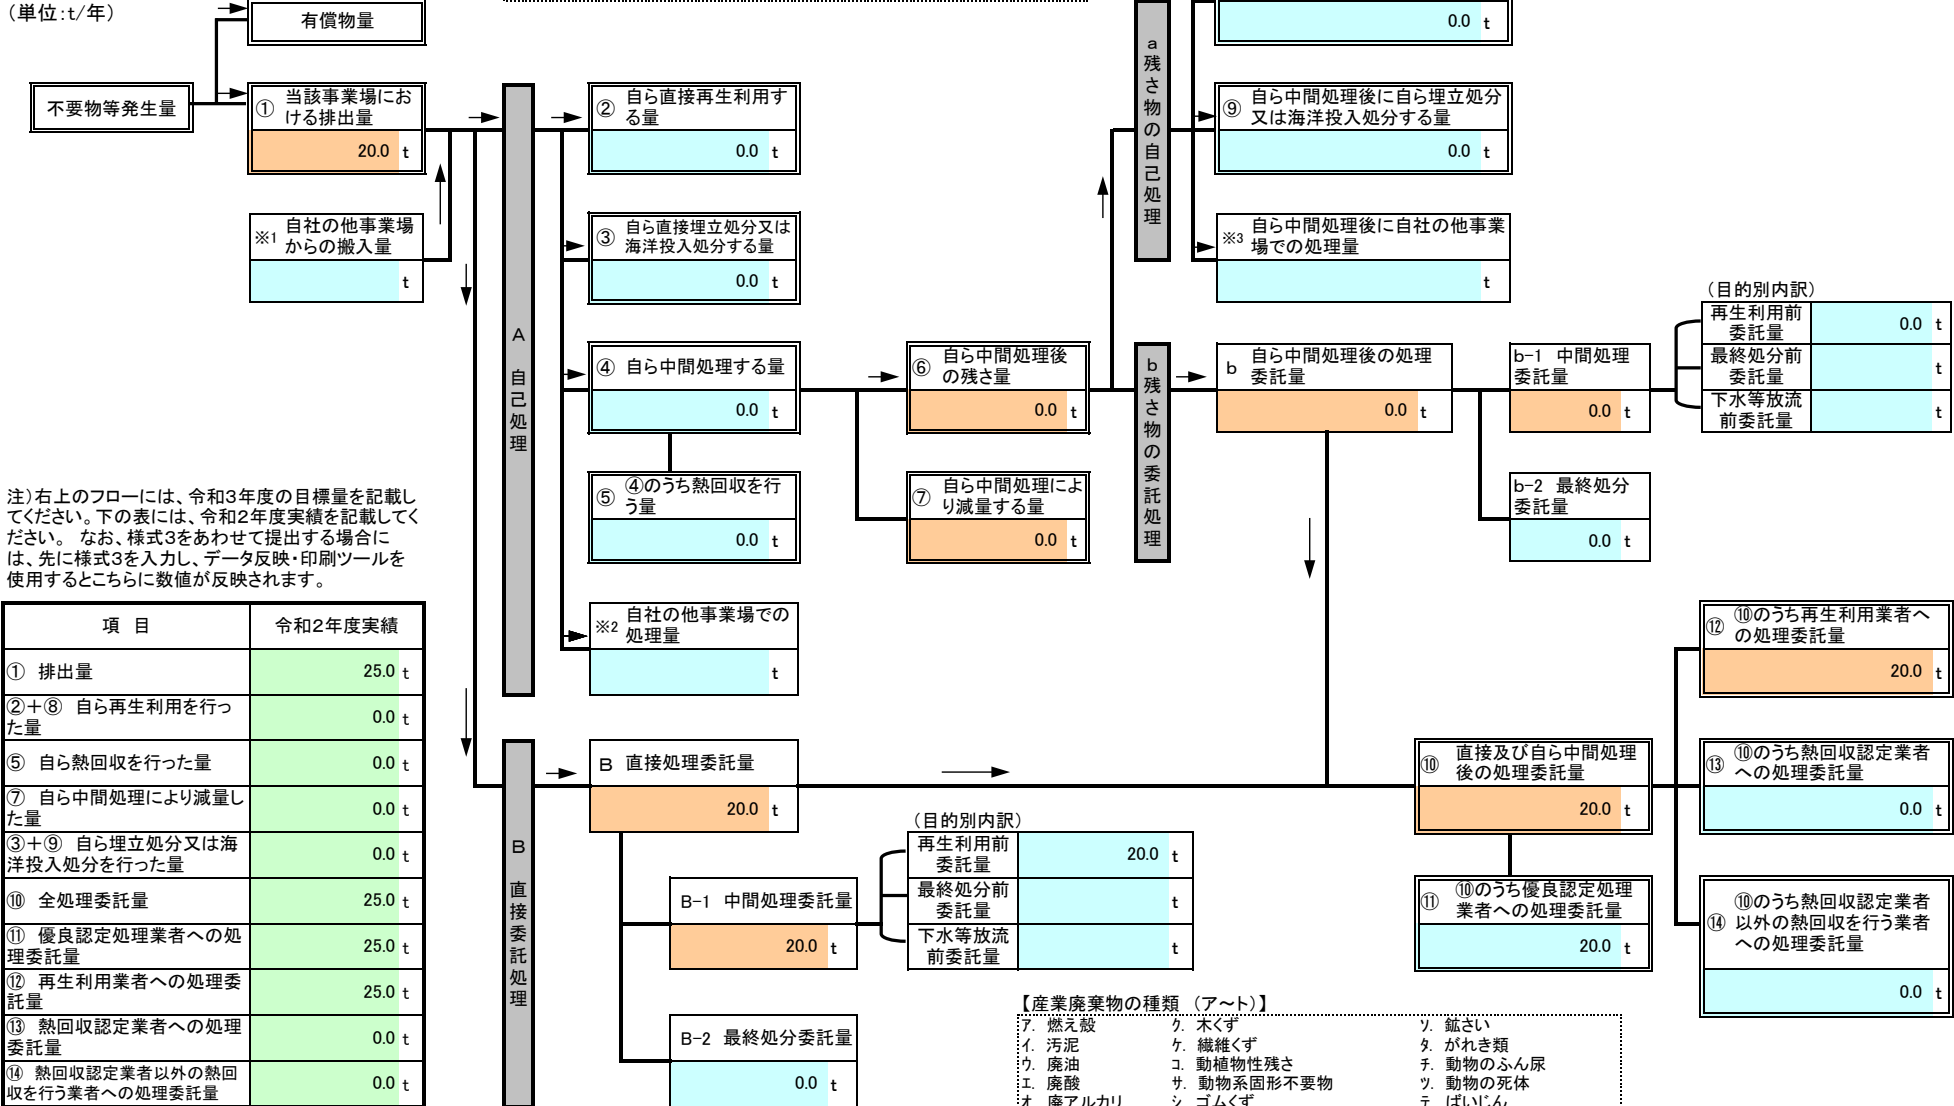 （単位:t/年）
有償物量
0.0 t
不要物等発生量
① 当該事業場にお
ける排出量
20.0 t
※1 自社の他事業場
からの搬入量
t
A 自己処理
② 自ら直接再生利用す
る量
0.0 t
③ 自ら直接埋立処分又は
海洋投入処分する量
0.0 t
④ 自ら中間処理する量
0.0 t
⑤ ④のうち熱回収を行
う量
0.0 t
※2 自社の他事業場での
処理量
t
⑥ 自ら中間処理後
の残さ量
0.0 t
⑦ 自ら中間処理によ
り減量する量
0.0 t
a残さ物の自己処理
⑨ 自ら中間処理後に自ら埋立処分
又は海洋投入処分する量
0.0 t
※3 自ら中間処理後に自社の他事業
場での処理量
t
b残さ物の委託処理
b 自ら中間処理後の処理
委託量
0.0 t
b-1 中間処理
委託量
0.0 t
b-2 最終処分
委託量
0.0 t
（目的別内訳）
再生利用前
委託量
0.0 t
最終処分前
委託量
t
下水等放流
前委託量
t
注）右上のフローには、令和3年度の目標量を記載し
てください。下の表には、令和2年度実績を記載してく
ださい。 なお、様式3をあわせて提出する場合に
は、先に様式3を入力し、データ反映・印刷ツールを
使用するとこちらに数値が反映されます。
項 目 令和2年度実績
① 排出量 25.0 t
②＋⑧ 自ら再生利用を行っ
た量 0.0 t
⑤ 自ら熱回収を行った量 0.0 t
⑦ 自ら中間処理により減量し
た量 0.0 t
③＋⑨ 自ら埋立処分又は海
洋投入処分を行った量 0.0 t
⑩ 全処理委託量 25.0 t
⑪ 優良認定処理業者への処
理委託量 25.0 t
⑫ 再生利用業者への処理委
託量 25.0 t
⑬ 熱回収認定業者への処理
委託量 0.0 t
⑭ 熱回収認定業者以外の熱回
収を行う業者への処理委託量 0.0 t
B 直接委託処理
B 直接処理委託量
20.0 t
B-1 中間処理委託量
20.0 t
B-2 最終処分委託量
0.0 t
（目的別内訳）
再生利用前
委託量
20.0 t
最終処分前
委託量
t
下水等放流
前委託量
t
⑩ 直接及び自ら中間処理
後の処理委託量
20.0 t
⑪ ⑩のうち優良認定処理
業者への処理委託量
20.0 t
⑫ ⑩のうち再生利用業者へ
の処理委託量
20.0 t
⑬ ⑩のうち熱回収認定業者
への処理委託量
0.0 t
⑭ ⑩のうち熱回収認定業者
以外の熱回収を行う業者
への処理委託量
0.0 t
【産業廃棄物の種類 （ア～ト）】
ア. 燃え殻 ク. 木くず ソ. 鉱さい
イ. 汚泥 ケ. 繊維くず タ. がれき類
ウ. 廃油 コ. 動植物性残さ チ. 動物のふん尿
エ. 廃酸 サ. 動物系固形不要物 ツ. 動物の死体
オ. 廃アルカリ シ. ゴムくず テ. ばいじん